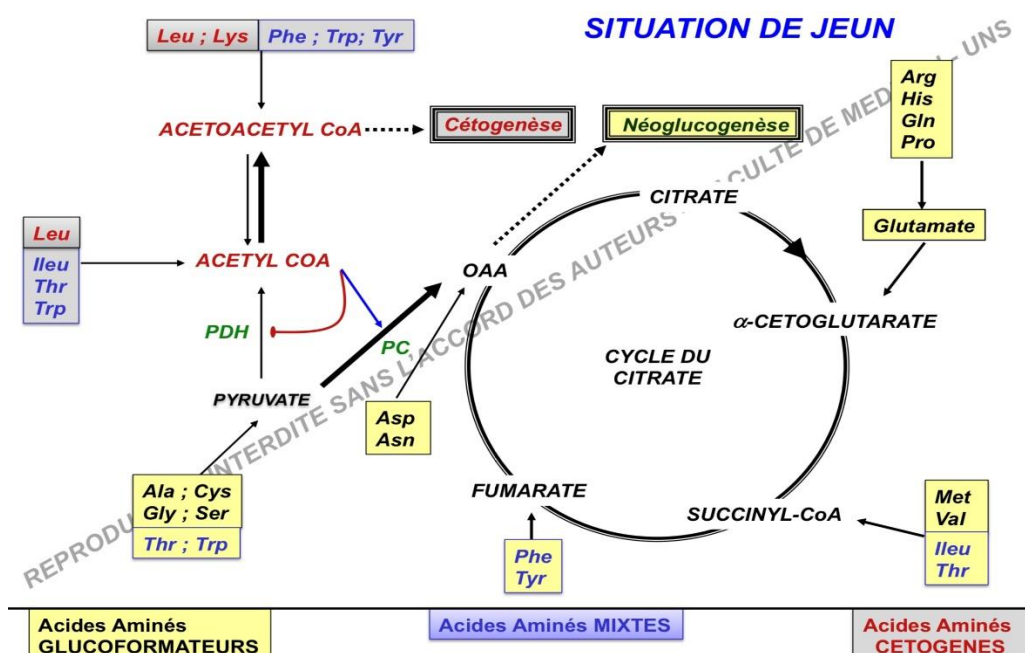 SITUATION DE JEUN
Leu ; Lys
Phe ; Trp; Tyr
ACETOACETYL CoA
Cétogenèse
Néoglucogenèse
Arg
His
Gln
Pro
Glutamate
CITRATE
Leu
Ileu
Thr
Trp
ACETYL COA
OAA
α-CETOGLUTARATE
PDH
PC
CYCLE DU
CITRATE
PYRUVATE
Asp
Asn
Ala ; Cys
Gly ; Ser
Thr ; Trp
FUMARATE
SUCCINYL-CoA
Met
Val
Ileu
Thr
Phe
Tyr
INTERDITE SANS L'ACCORD DES AUTEURS DE UNS
Acides Aminés
GLUCOFORMATEURS
Acides Aminés MIXTES
Acides Aminés
CETOGENES